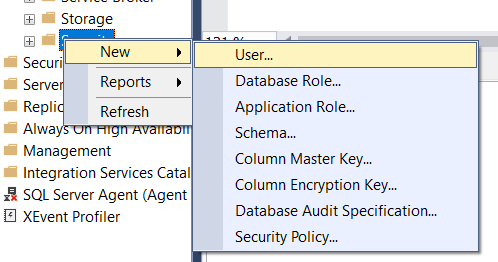 Service Broker
Storage
121 %
New
User...
Securi
Database Role...
Server
Reports
Application Role...
Replic
Refresh
Schema...
Always On High Availabil
Management
Column Master Key...
Integration Services Catal
Column Encryption Key...
SQL Server Agent (Agent
Database Audit Specification...
XEvent Profiler
Security Policy...